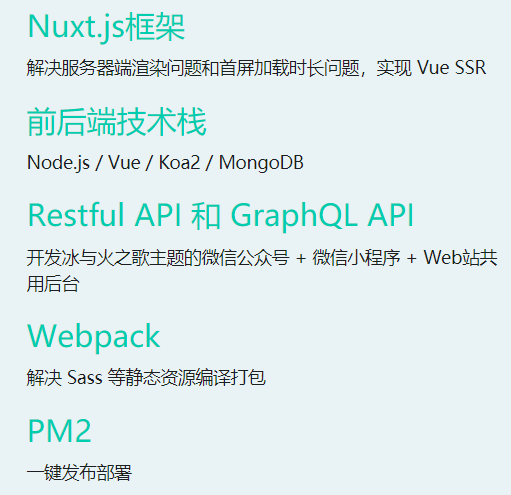 Nuxt.js框架
解决服务器端渲染问题和首屏加载时长问题，实现 Vue SSR
前后端技术栈
Node.js / Vue / Koa2 / MongoDB
Restful API 和 GraphQL API
开发冰与火之歌主题的微信公众号 + 微信小程序 + Web站共
用后台
Webpack
解决 Sass 等静态资源编译打包
PM2
一键发布部署